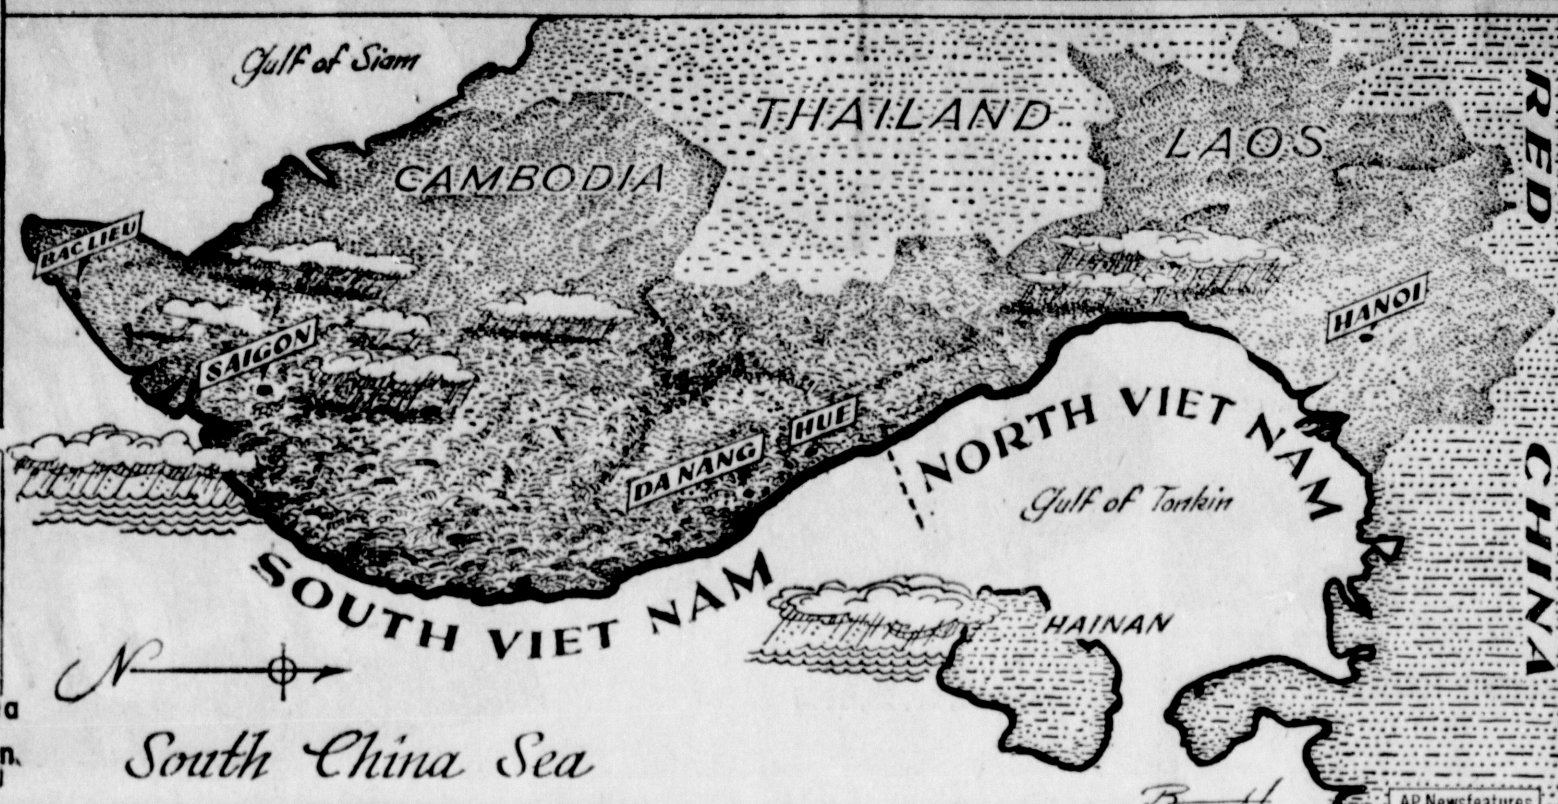 Gulf of Siam
THAILAND
LAOS
RED
CHINA
CAMBODIA
BAC LIEU
SAIGON
HANOI
HUE
DA NANG
NORTH VIET NAM
Gulf of Tonkin
SOUTH VIET NAM
HAINAN
N
a
n.
South China Sea
AP Newsfeatures